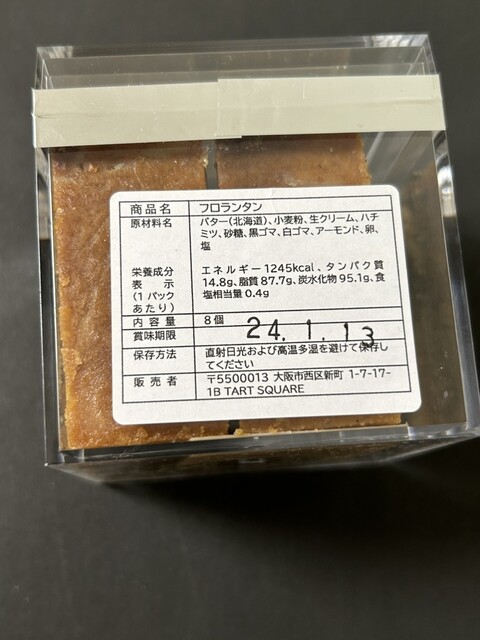 商品名 フロランタン
原材料名 バター(北海道)、小麦粉、生クリーム、ハチ
ミツ、砂糖、黒ゴマ、白ゴマ、アーモンド、卵、
塩
栄養成分 エネルギー1245kcal、タンパク質
表示 14.8g、脂質87.7g、炭水化物95.1g、食
(1パック 塩相当量0.4g
あたり)
内容量 8個
賞味期限 24.1.13
保存方法 直射日光および高温多湿を避けて保存し
てください
販売者 〒5500013 大阪市西区新町 1-7-17-
1B TART SQUARE